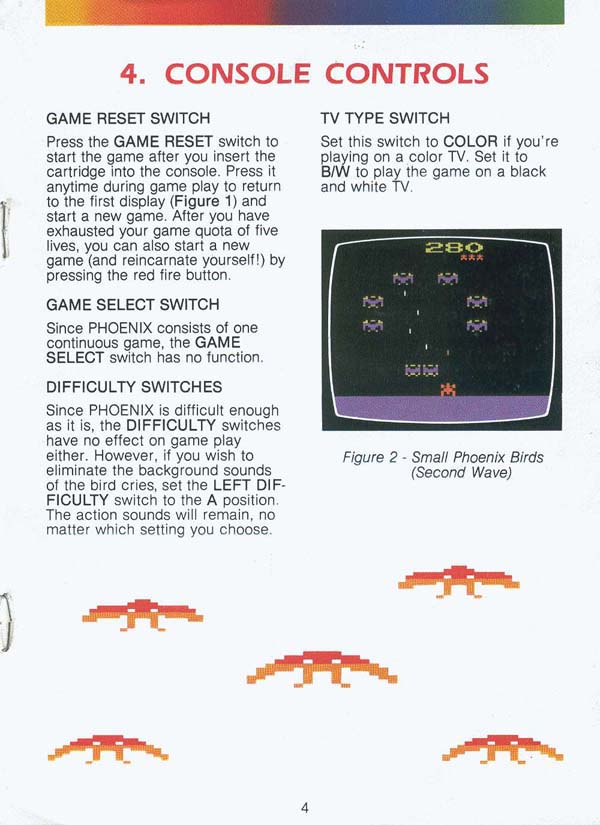 4. CONSOLE CONTROLS
GAME RESET SWITCH
Press the GAME RESET switch to
start the game after you insert the
cartridge into the console. Press it
anytime during game play to return
to the first display (Figure 1) and
start a new game. After you have
exhausted your game quota of five
lives, you can also start a new
game (and reincarnate yourself!) by
pressing the red fire button.
GAME SELECT SWITCH
Since PHOENIX consists of one
continuous game, the GAME
SELECT switch has no function.
DIFFICULTY SWITCHES
Since PHOENIX is difficult enough
as it is, the DIFFICULTY switches
have no effect on game play
either. However, if you wish to
eliminate the background sounds
of the bird cries, set the LEFT DIF-
FICULTY switch to the A position.
The action sounds will remain, no
matter which setting you choose.
TV TYPE SWITCH
Set this switch to COLOR if you're
playing on a color TV. Set it to
B/W to play the game on a black
and white TV.
280
Figure 2 - Small Phoenix Birds
(Second Wave)
4